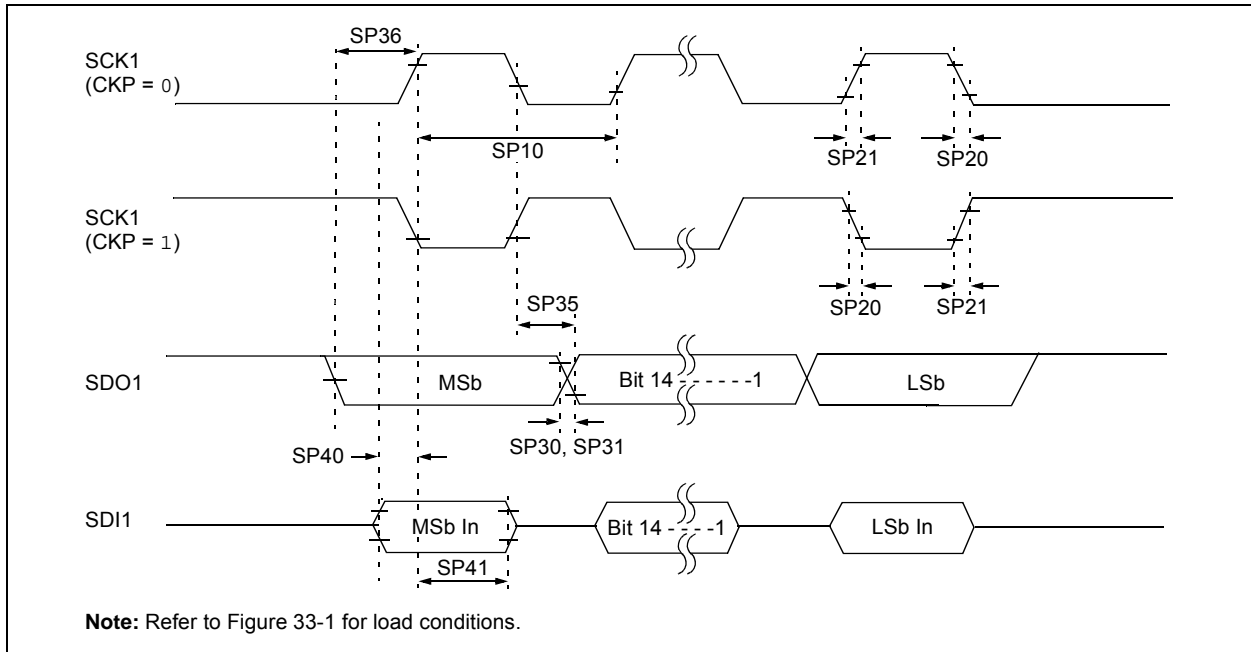 SP36
SCK1
(CKP = 0)
SP10
SP21
SP20
SCK1
(CKP = 1)
SP35
SP20
SP21
SDO1
MSb
Bit 14 - - - - - -1
LSb
SP40
SP30, SP31
SDI1
MSb In
Bit 14 - - - -1
LSb In
SP41
Note: Refer to Figure 33-1 for load conditions.